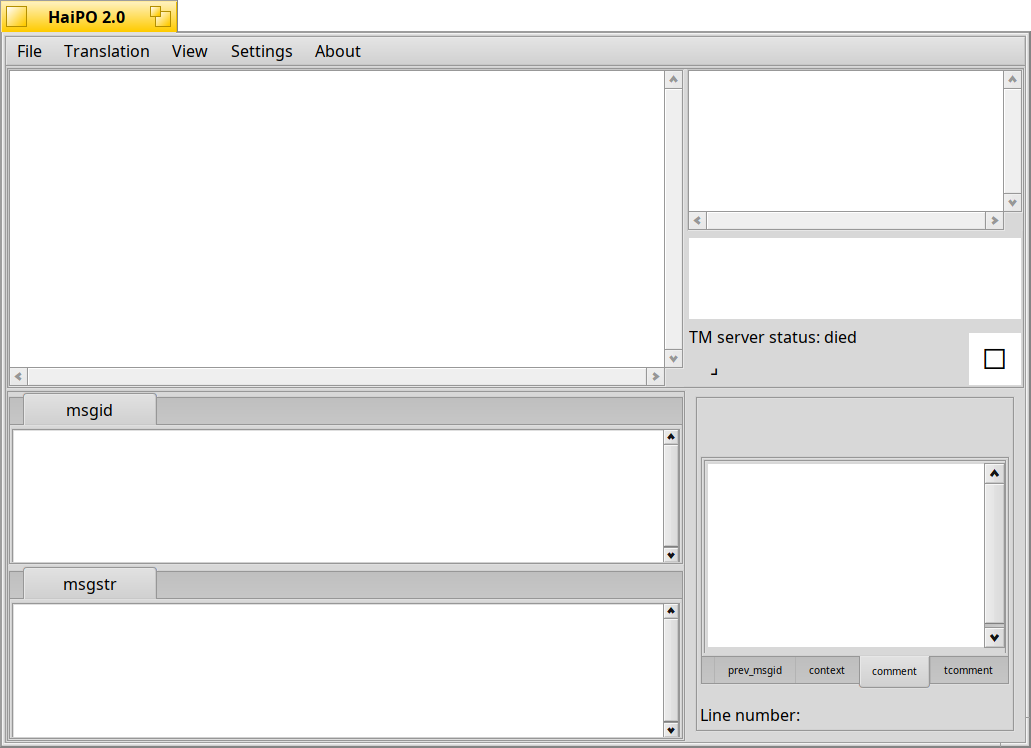 HaiPO 2.0
File Translation View Settings About
TM server status: died
msgid
msgstr
prev_msgid context comment tcomment
Line number: